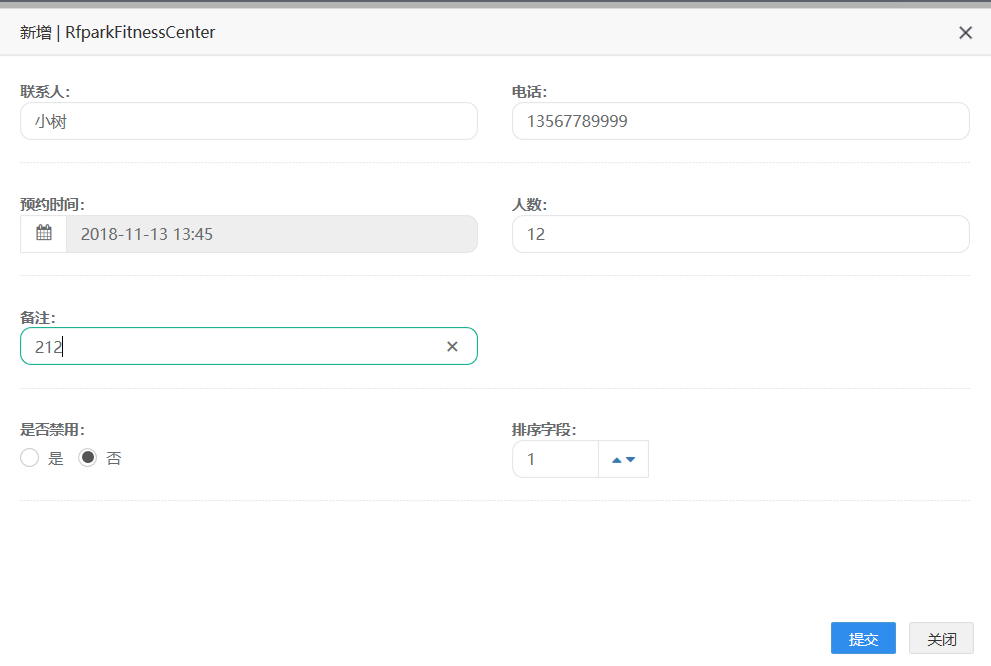 新增 | RfparkFitnessCenter
联系人: 电话:
小树 13567789999
预约时间: 人数:
2018-11-13 13:45 12
备注:
212
是否禁用: 排序字段:
是 否 1
提交 关闭